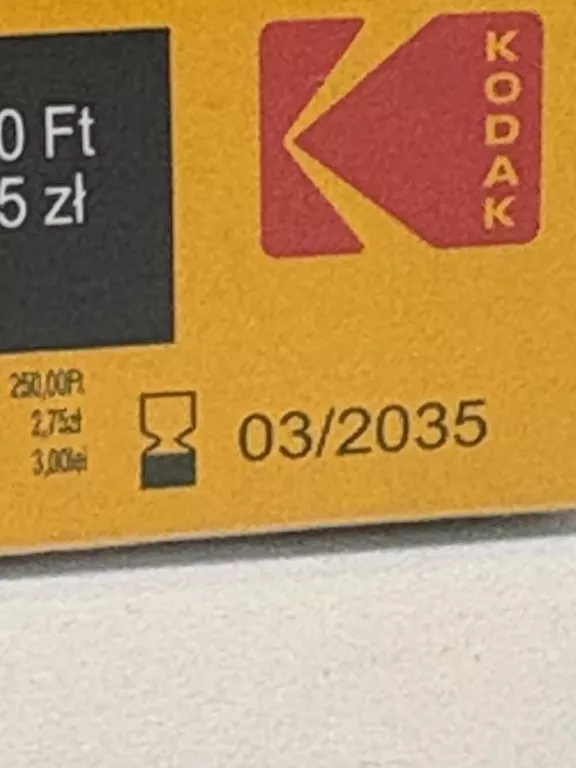 KODAK
0 Ft
5 zł
250,00Ft
2,75zł
3,00lei
03/2035